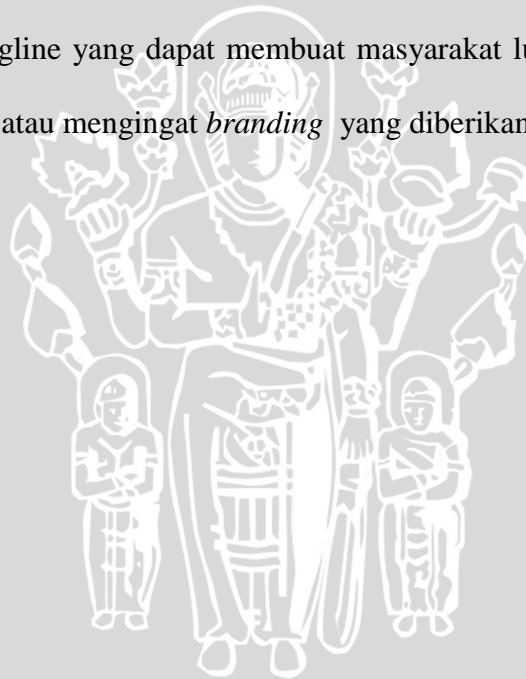 gline yang dapat membuat masyarakat lu
atau mengingat branding yang diberikan